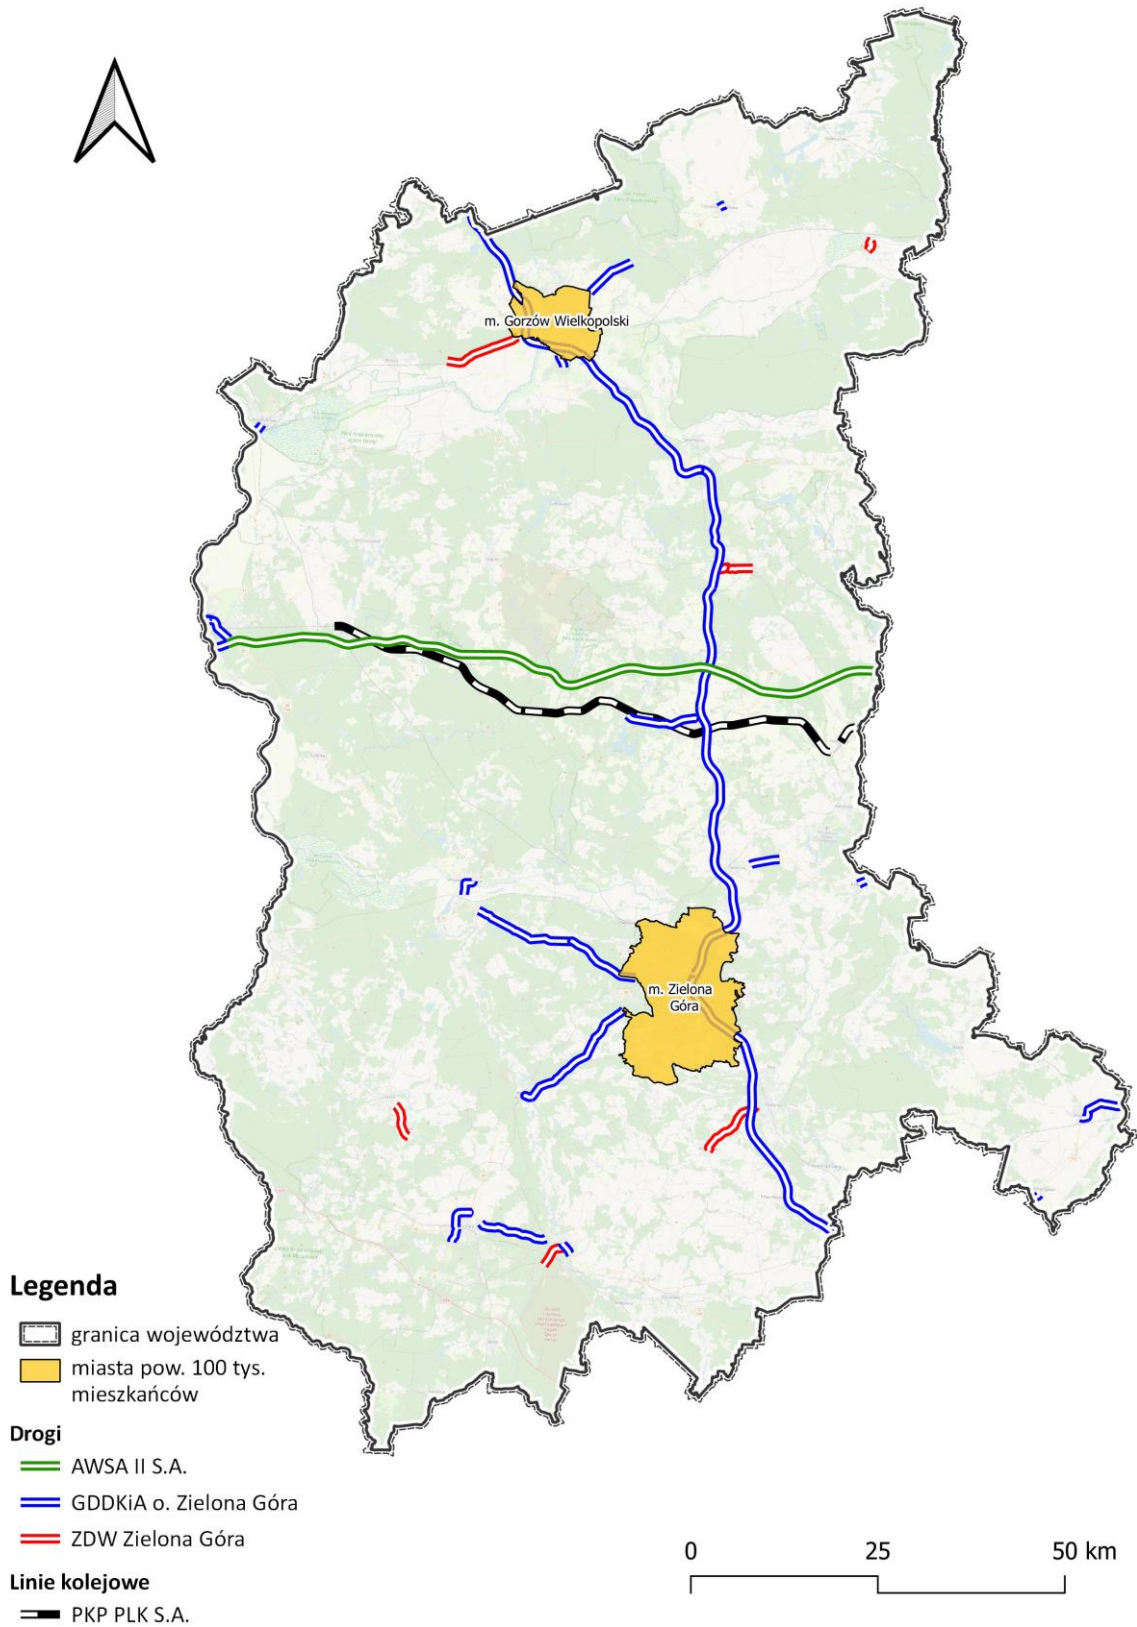 m. Gorzów Wielkopolski
m. Zielona
Góra
Legenda
granica województwa
miasta pow. 100 tys.
mieszkańców
Drogi
AWSA II S.A.
GDDKiA o. Zielona Góra
ZDW Zielona Góra
Linie kolejowe
PKP PLK S.A.
0 25 50 km